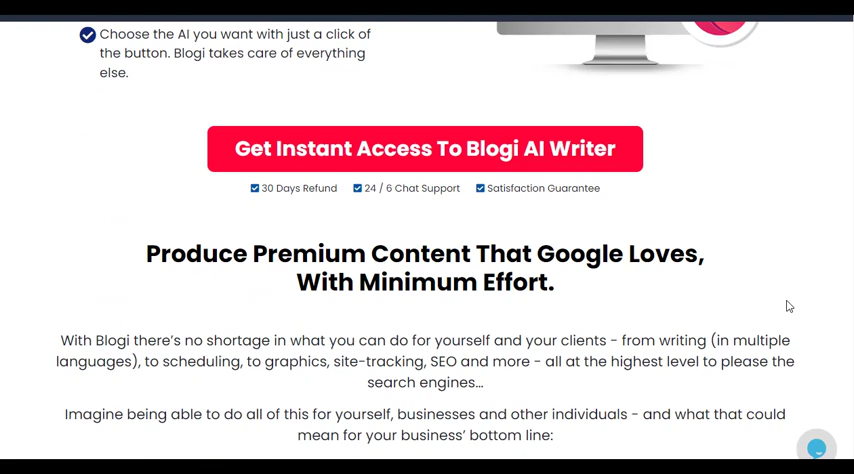 Choose the AI you want with just a click of
the button. Blogi takes care of everything
else.
Get Instant Access To Blogi AI Writer
30 Days Refund 24 / 6 Chat Support Satisfaction Guarantee
Produce Premium Content That Google Loves,
With Minimum Effort.
With Blogi there's no shortage in what you can do for yourself and your clients - from writing (in multiple
languages), to scheduling, to graphics, site-tracking, SEO and more - all at the highest level to please the
search engines...
Imagine being able to do all of this for yourself, businesses and other individuals - and what that could
mean for your business' bottom line: